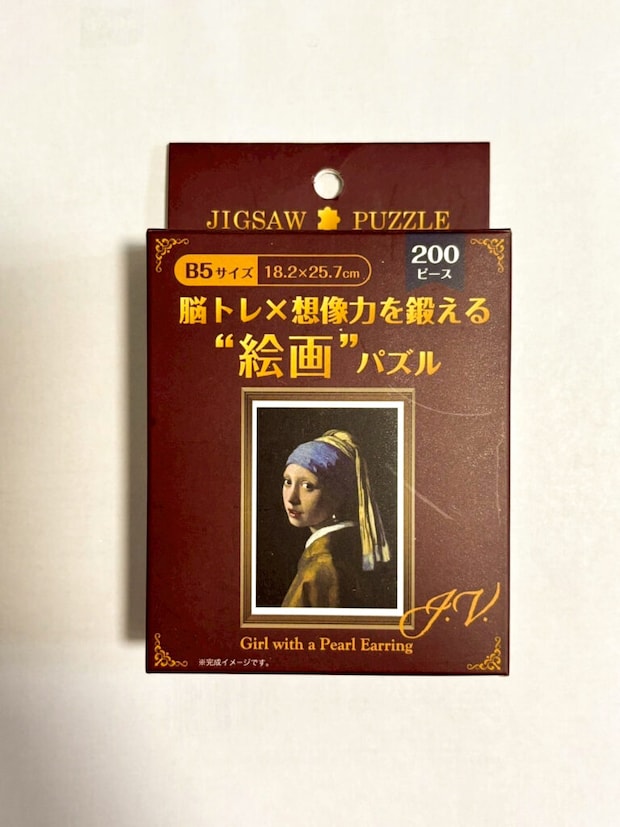 JIGSAW PUZZLE
B5サイズ 18.2×25.7cm
200
ピース
脳トレ×想像力を鍛える
“絵画”パズル
J.V.
Girl with a Pearl Earring
※完成イメージです。